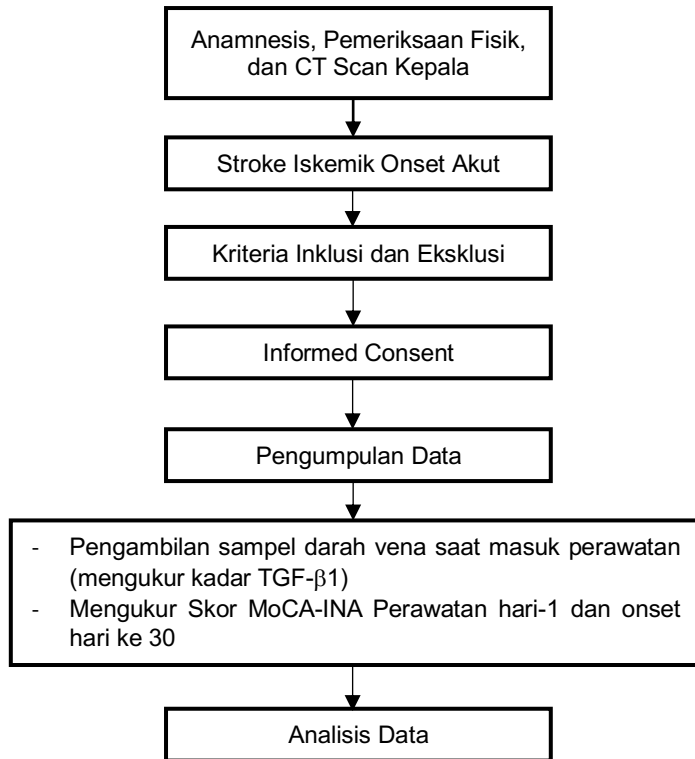 Anamnesis, Pemeriksaan Fisik,
dan CT Scan Kepala
Stroke Iskemik Onset Akut
Kriteria Inklusi dan Eksklusi
Informed Consent
Pengumpulan Data
- Pengambilan sampel darah vena saat masuk perawatan
(mengukur kadar TGF-β1)
- Mengukur Skor MoCA-INA Perawatan hari-1 dan onset
hari ke 30
Analisis Data